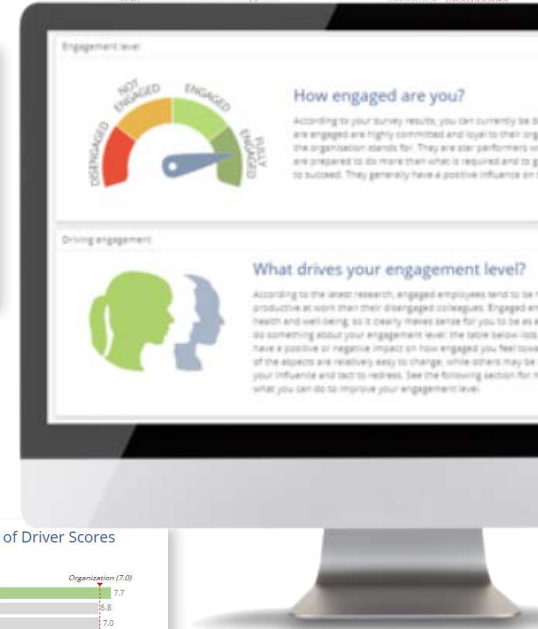 Engagement level
DISENGAGED
NOT ENGAGED
ENGAGED
FULLY ENGAGED
How engaged are you?
According to your survey results, you can currently be d
are engaged are highly committed and loyal to their org
the organisation stands for. They are star performers w
are prepared to do more than what is required and to g
to succeed. They generally have a positive influence on
Driving engagement
What drives your engagement level?
According to the latest research, engaged employees tend to be
productive at work than their disengaged colleagues. Engaged em
health and well-being, so it clearly makes sense for you to be as e
do something about your engagement level: the table below lists
have a positive or negative impact on how engaged you feel towa
of the aspects are relatively easy to change, while others may be
your influence and tact to redress. See the following section for
what you can do to improve your engagement level.
of Driver Scores
Organization (7.0)
7.7
6.8
7.0